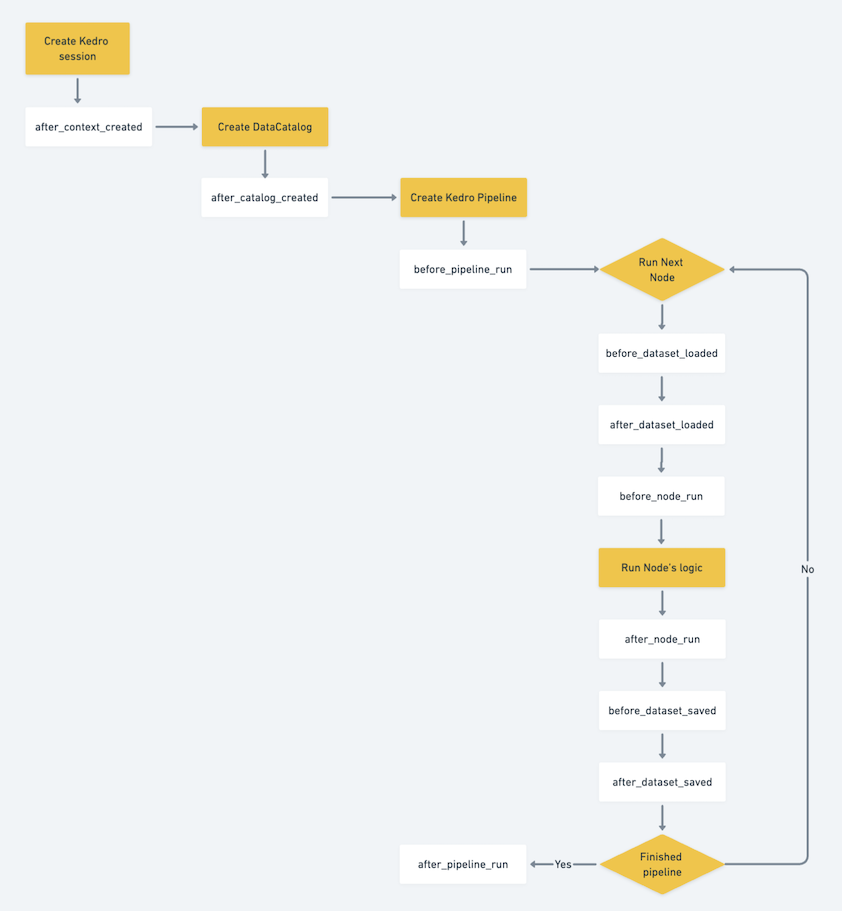 Create Kedro
session
after_context_created
Create DataCatalog
after_catalog_created
Create Kedro Pipeline
before_pipeline_run
Run Next
Node
before_dataset_loaded
after_dataset_loaded
before_node_run
Run Node's logic
No
after_node_run
before_dataset_saved
after_dataset_saved
Finished
pipeline
Yes
after_pipeline_run